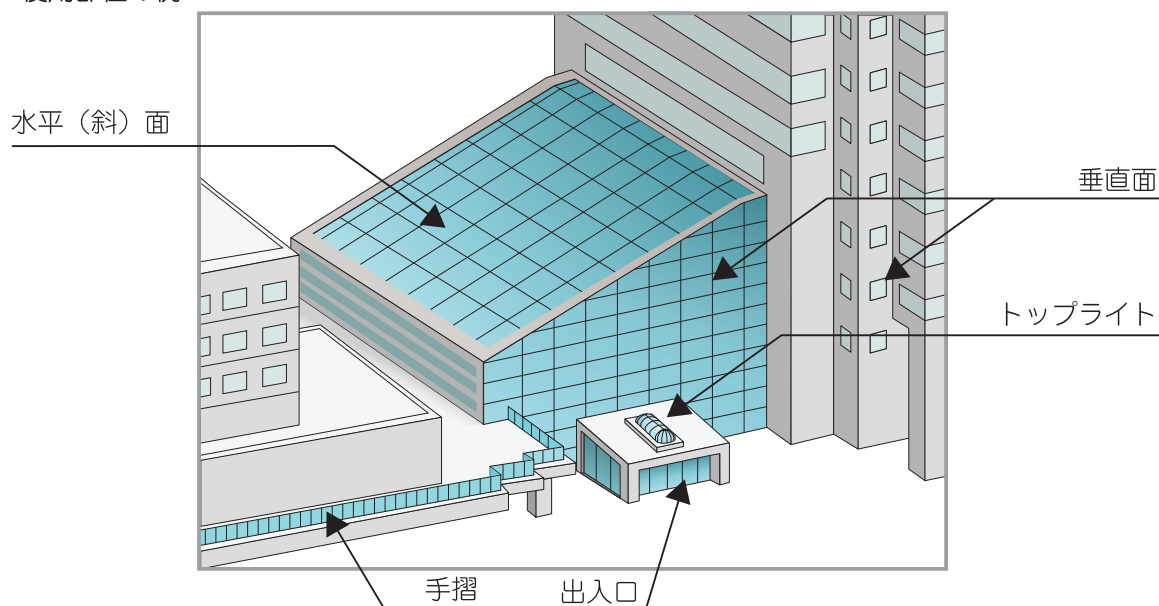 水平（斜）面
垂直面
トップライト
手摺
出入口